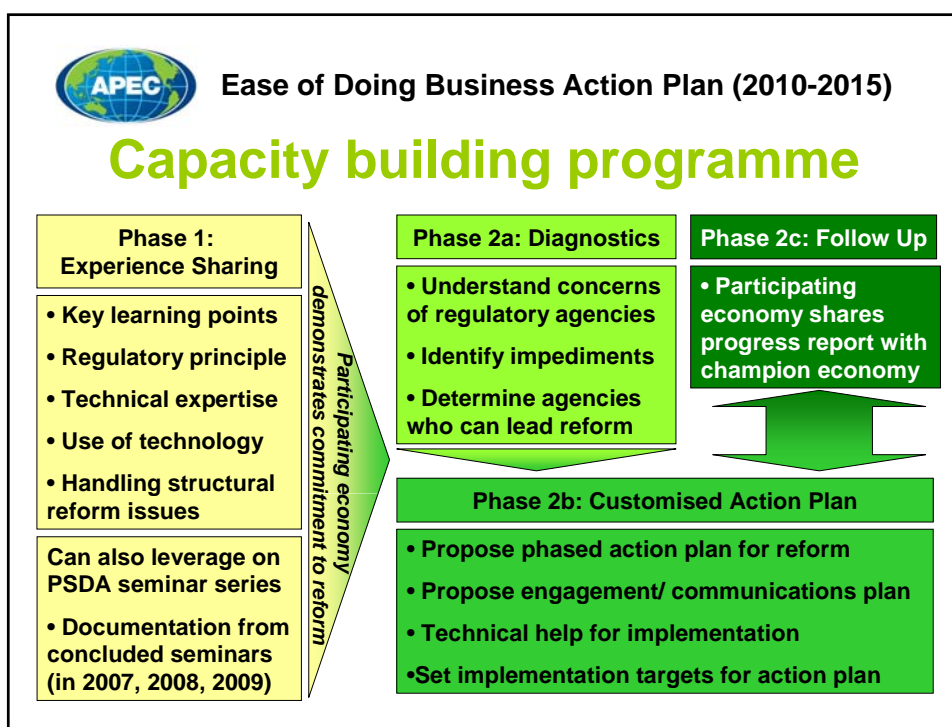 APEC
Ease of Doing Business Action Plan (2010-2015)
Capacity building programme
Phase 1:
Experience Sharing
• Key learning points
• Regulatory principle
• Technical expertise
• Use of technology
• Handling structural
reform issues
Can also leverage on
PSDA seminar series
• Documentation from
concluded seminars
(in 2007, 2008, 2009)
Participating economy
demonstrates commitment to reform
Phase 2a: Diagnostics
• Understand concerns
of regulatory agencies
• Identify impediments
• Determine agencies
who can lead reform
Phase 2c: Follow Up
• Participating
economy shares
progress report with
champion economy
Phase 2b: Customised Action Plan
• Propose phased action plan for reform
• Propose engagement/ communications plan
• Technical help for implementation
•Set implementation targets for action plan